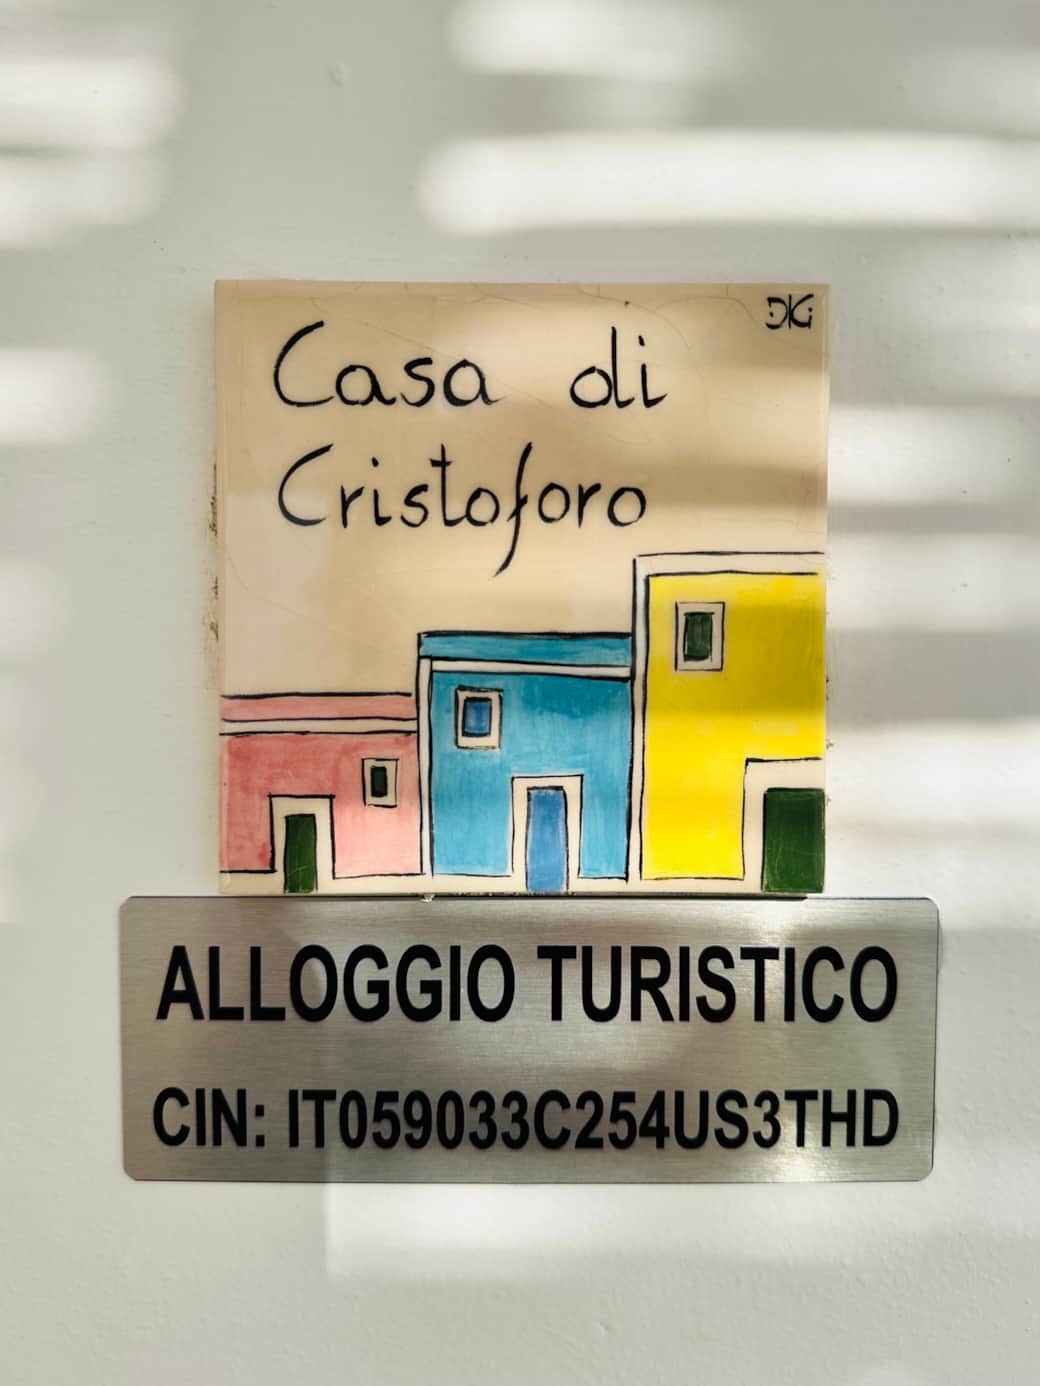 Casa di
Cristoforo
ALLOGGIO TURISTICO
CIN: IT059033C254US3THD